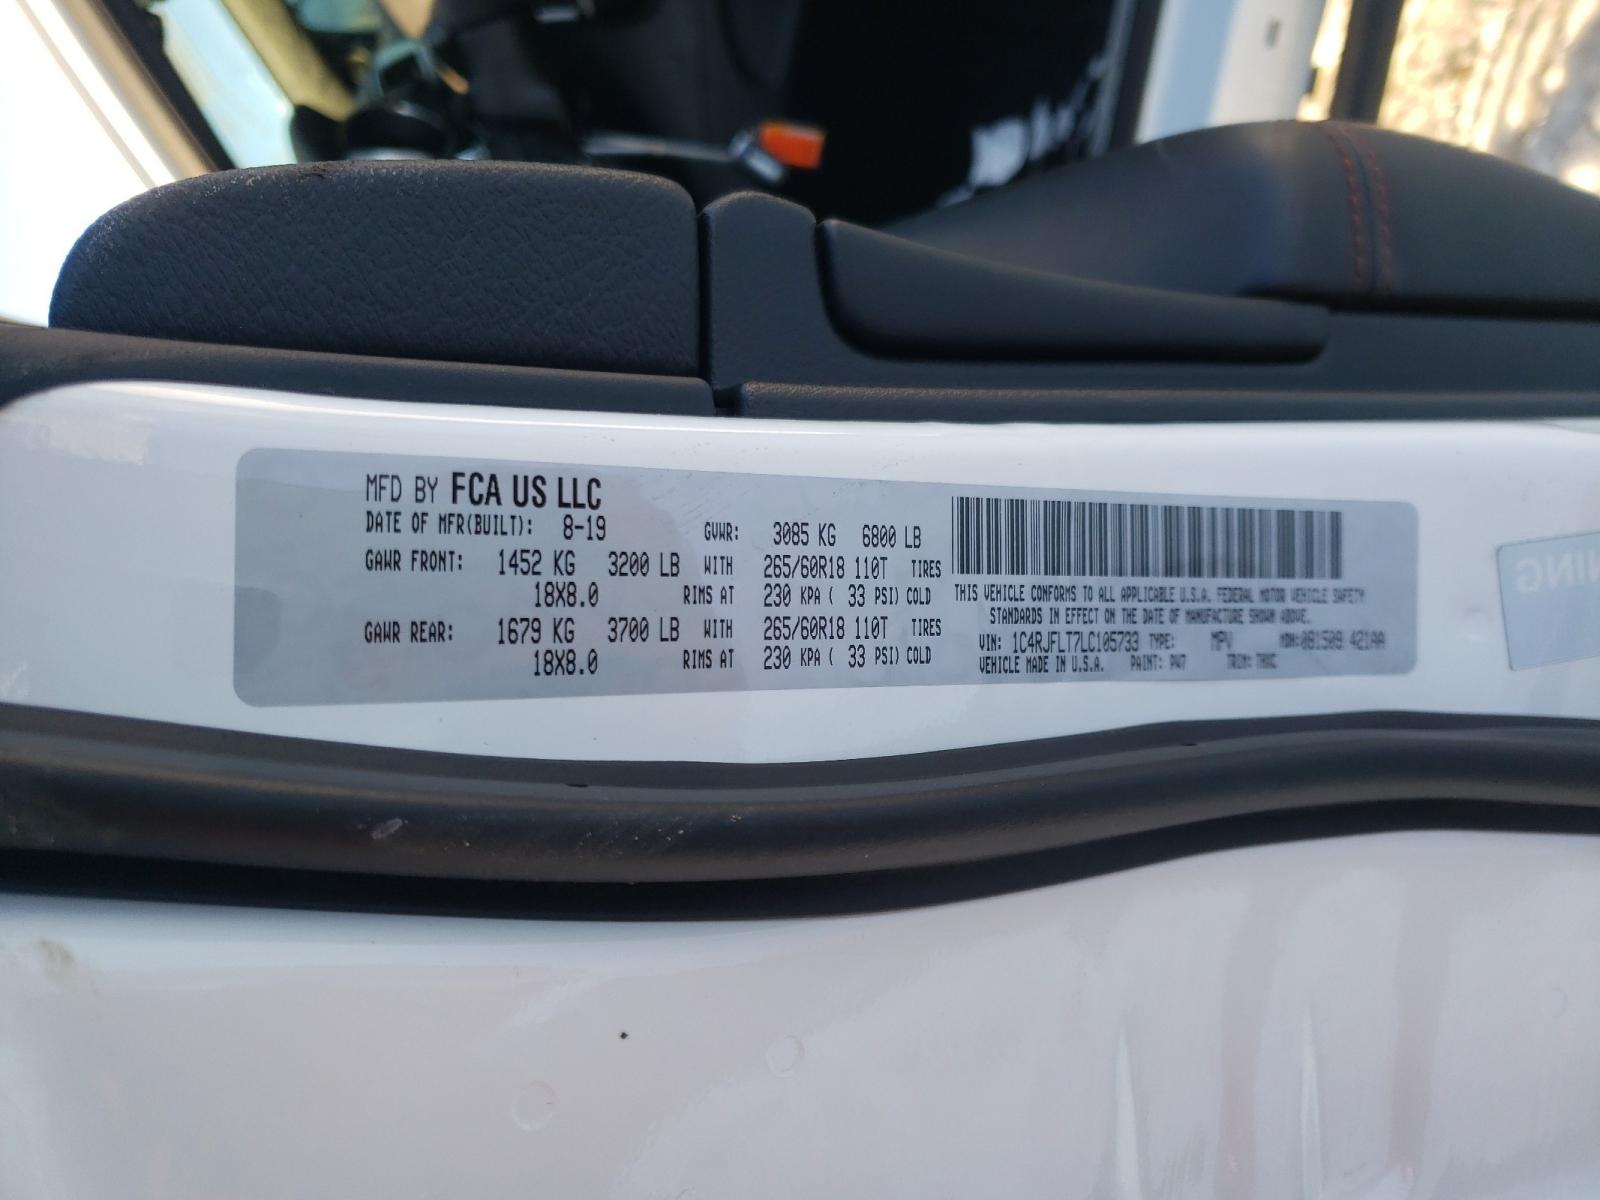 MFD BY FCA US LLC
DATE OF MFR(BUILT): 8-19 GVWR: 3085 KG 6800 LB
GAWR FRONT: 1452 KG 3200 LB WITH 265/60R18 110T TIRES
18X8.0 RIMS AT 230 KPA ( 33 PSI) COLD
GAWR REAR: 1679 KG 3700 LB WITH 265/60R18 110T TIRES
18X8.0 RIMS AT 230 KPA ( 33 PSI) COLD
THIS VEHICLE CONFORMS TO ALL APPLICABLE U.S.A. FEDERAL MOTOR VEHICLE SAFETY
STANDARDS IN EFFECT ON THE DATE OF MANUFACTURE SHOWN ABOVE.
VIN: 1C4RJFLT7LC105733 TYPE: MPV MDH: 081509 421AA
VEHICLE MADE IN U.S.A. PAINT: PW7 TRIM: